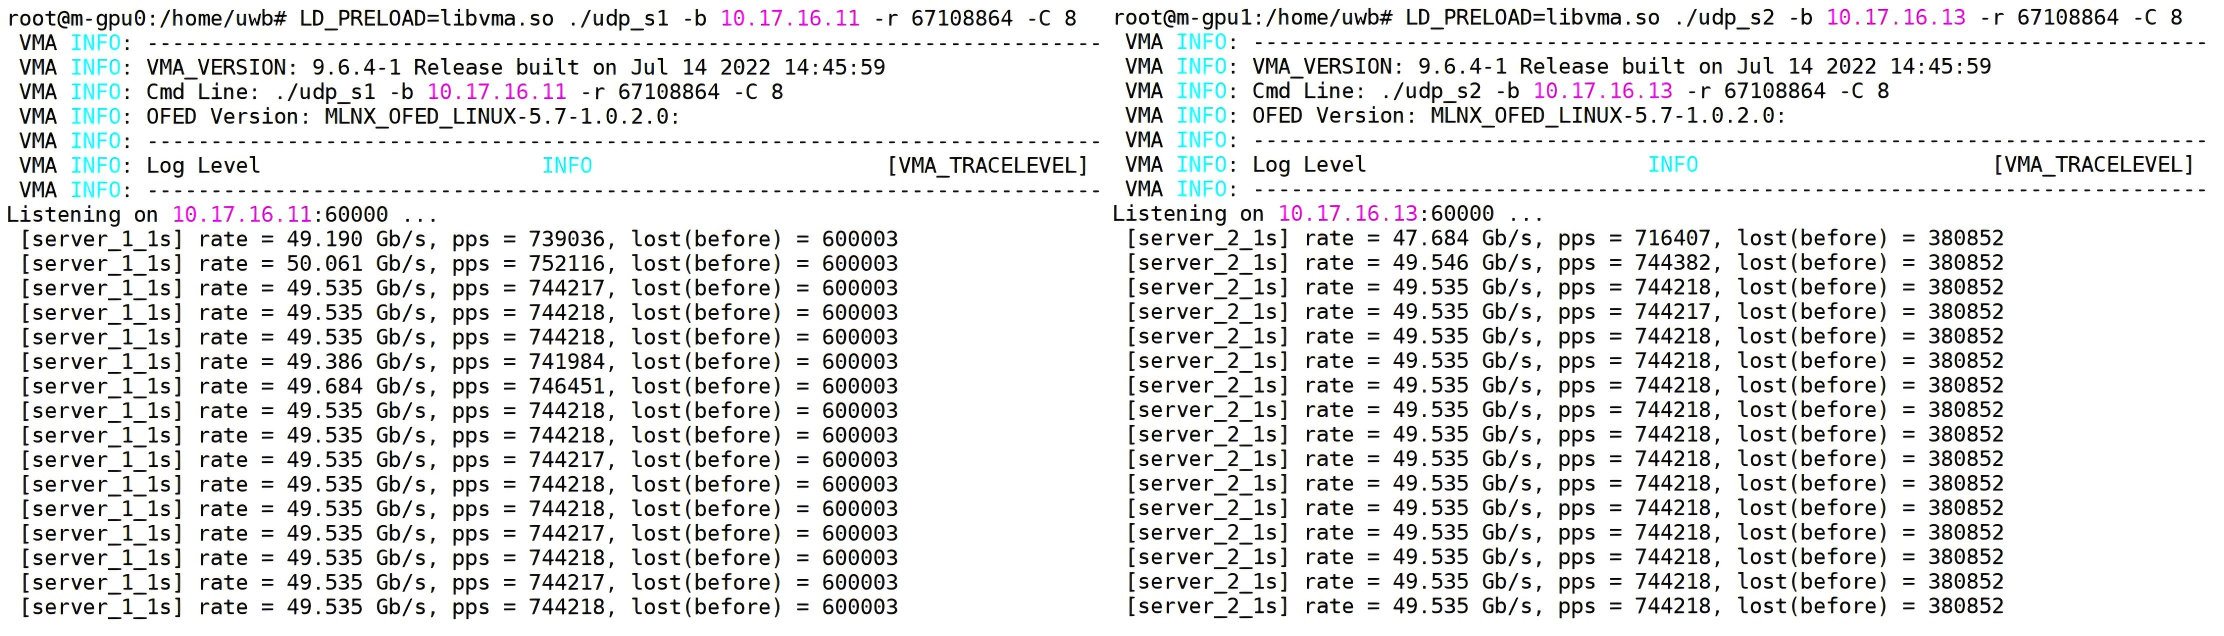 root@m-gpu0:/home/uwb# LD_PRELOAD=libvma.so ./udp_s1 -b 10.17.16.11 -r 67108864 -C 8
VMA INFO: ---------------------------------------------------------------------------
VMA INFO: VMA_VERSION: 9.6.4-1 Release built on Jul 14 2022 14:45:59
VMA INFO: Cmd Line: ./udp_s1 -b 10.17.16.11 -r 67108864 -C 8
VMA INFO: OFED Version: MLNX_OFED_LINUX-5.7-1.0.2.0:
VMA INFO: ---------------------------------------------------------------------------
VMA INFO: Log Level                      INFO                       [VMA_TRACELEVEL]
VMA INFO: ---------------------------------------------------------------------------
Listening on 10.17.16.11:60000 ...
[server_1_1s] rate = 49.190 Gb/s, pps = 739036, lost(before) = 600003
[server_1_1s] rate = 50.061 Gb/s, pps = 752116, lost(before) = 600003
[server_1_1s] rate = 49.535 Gb/s, pps = 744217, lost(before) = 600003
[server_1_1s] rate = 49.535 Gb/s, pps = 744218, lost(before) = 600003
[server_1_1s] rate = 49.535 Gb/s, pps = 744218, lost(before) = 600003
[server_1_1s] rate = 49.386 Gb/s, pps = 741984, lost(before) = 600003
[server_1_1s] rate = 49.684 Gb/s, pps = 746451, lost(before) = 600003
[server_1_1s] rate = 49.535 Gb/s, pps = 744218, lost(before) = 600003
[server_1_1s] rate = 49.535 Gb/s, pps = 744218, lost(before) = 600003
[server_1_1s] rate = 49.535 Gb/s, pps = 744217, lost(before) = 600003
[server_1_1s] rate = 49.535 Gb/s, pps = 744218, lost(before) = 600003
[server_1_1s] rate = 49.535 Gb/s, pps = 744218, lost(before) = 600003
[server_1_1s] rate = 49.535 Gb/s, pps = 744217, lost(before) = 600003
[server_1_1s] rate = 49.535 Gb/s, pps = 744218, lost(before) = 600003
[server_1_1s] rate = 49.535 Gb/s, pps = 744217, lost(before) = 600003
[server_1_1s] rate = 49.535 Gb/s, pps = 744218, lost(before) = 600003
root@m-gpu1:/home/uwb# LD_PRELOAD=libvma.so ./udp_s2 -b 10.17.16.13 -r 67108864 -C 8
VMA INFO: ---------------------------------------------------------------------------
VMA INFO: VMA_VERSION: 9.6.4-1 Release built on Jul 14 2022 14:45:59
VMA INFO: Cmd Line: ./udp_s2 -b 10.17.16.13 -r 67108864 -C 8
VMA INFO: OFED Version: MLNX_OFED_LINUX-5.7-1.0.2.0:
VMA INFO: ---------------------------------------------------------------------------
VMA INFO: Log Level                      INFO                       [VMA_TRACELEVEL]
VMA INFO: ---------------------------------------------------------------------------
Listening on 10.17.16.13:60000 ...
[server_2_1s] rate = 47.684 Gb/s, pps = 716407, lost(before) = 380852
[server_2_1s] rate = 49.546 Gb/s, pps = 744382, lost(before) = 380852
[server_2_1s] rate = 49.535 Gb/s, pps = 744218, lost(before) = 380852
[server_2_1s] rate = 49.535 Gb/s, pps = 744217, lost(before) = 380852
[server_2_1s] rate = 49.535 Gb/s, pps = 744218, lost(before) = 380852
[server_2_1s] rate = 49.535 Gb/s, pps = 744218, lost(before) = 380852
[server_2_1s] rate = 49.535 Gb/s, pps = 744218, lost(before) = 380852
[server_2_1s] rate = 49.535 Gb/s, pps = 744218, lost(before) = 380852
[server_2_1s] rate = 49.535 Gb/s, pps = 744218, lost(before) = 380852
[server_2_1s] rate = 49.535 Gb/s, pps = 744218, lost(before) = 380852
[server_2_1s] rate = 49.535 Gb/s, pps = 744218, lost(before) = 380852
[server_2_1s] rate = 49.535 Gb/s, pps = 744218, lost(before) = 380852
[server_2_1s] rate = 49.535 Gb/s, pps = 744218, lost(before) = 380852
[server_2_1s] rate = 49.535 Gb/s, pps = 744218, lost(before) = 380852
[server_2_1s] rate = 49.535 Gb/s, pps = 744218, lost(before) = 380852
[server_2_1s] rate = 49.535 Gb/s, pps = 744218, lost(before) = 380852